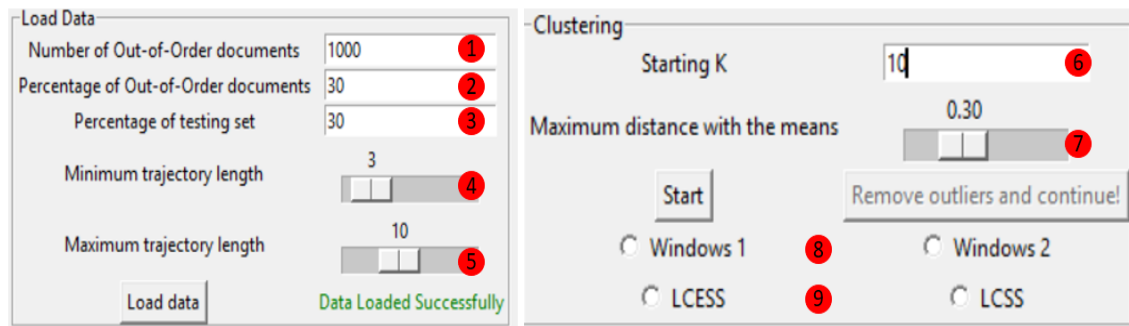 Load Data
Number of Out-of-Order documents 1000 1
Percentage of Out-of-Order documents 30 2
Percentage of testing set 30 3
3
Minimum trajectory length 4
10
Maximum trajectory length 5
Load data Data Loaded Successfully
Clustering
Starting K 10 6
0.30
Maximum distance with the means 7
Start Remove outliers and continue!
Windows 1 8 Windows 2
LCESS 9 LCSS